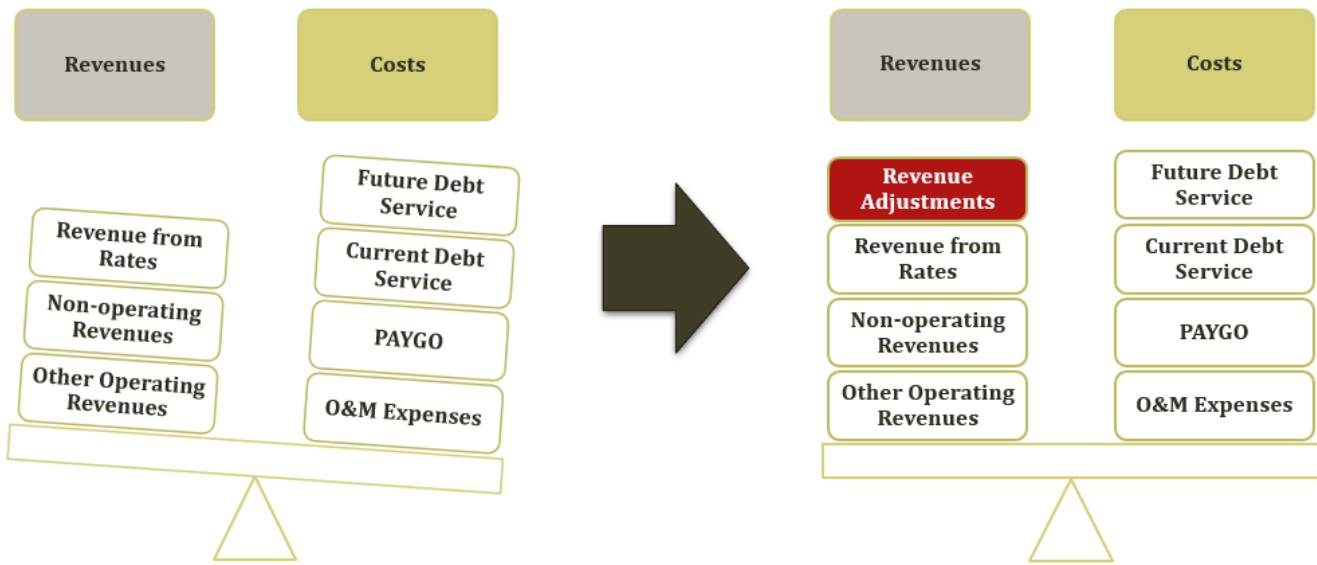 Revenues
Costs
Future Debt
Service
Revenue from
Rates
Current Debt
Service
Non-operating
Revenues
PAYGO
Other Operating
Revenues
O&M Expenses
Revenues
Costs
Revenue
Adjustments
Future Debt
Service
Revenue from
Rates
Current Debt
Service
Non-operating
Revenues
PAYGO
Other Operating
Revenues
O&M Expenses